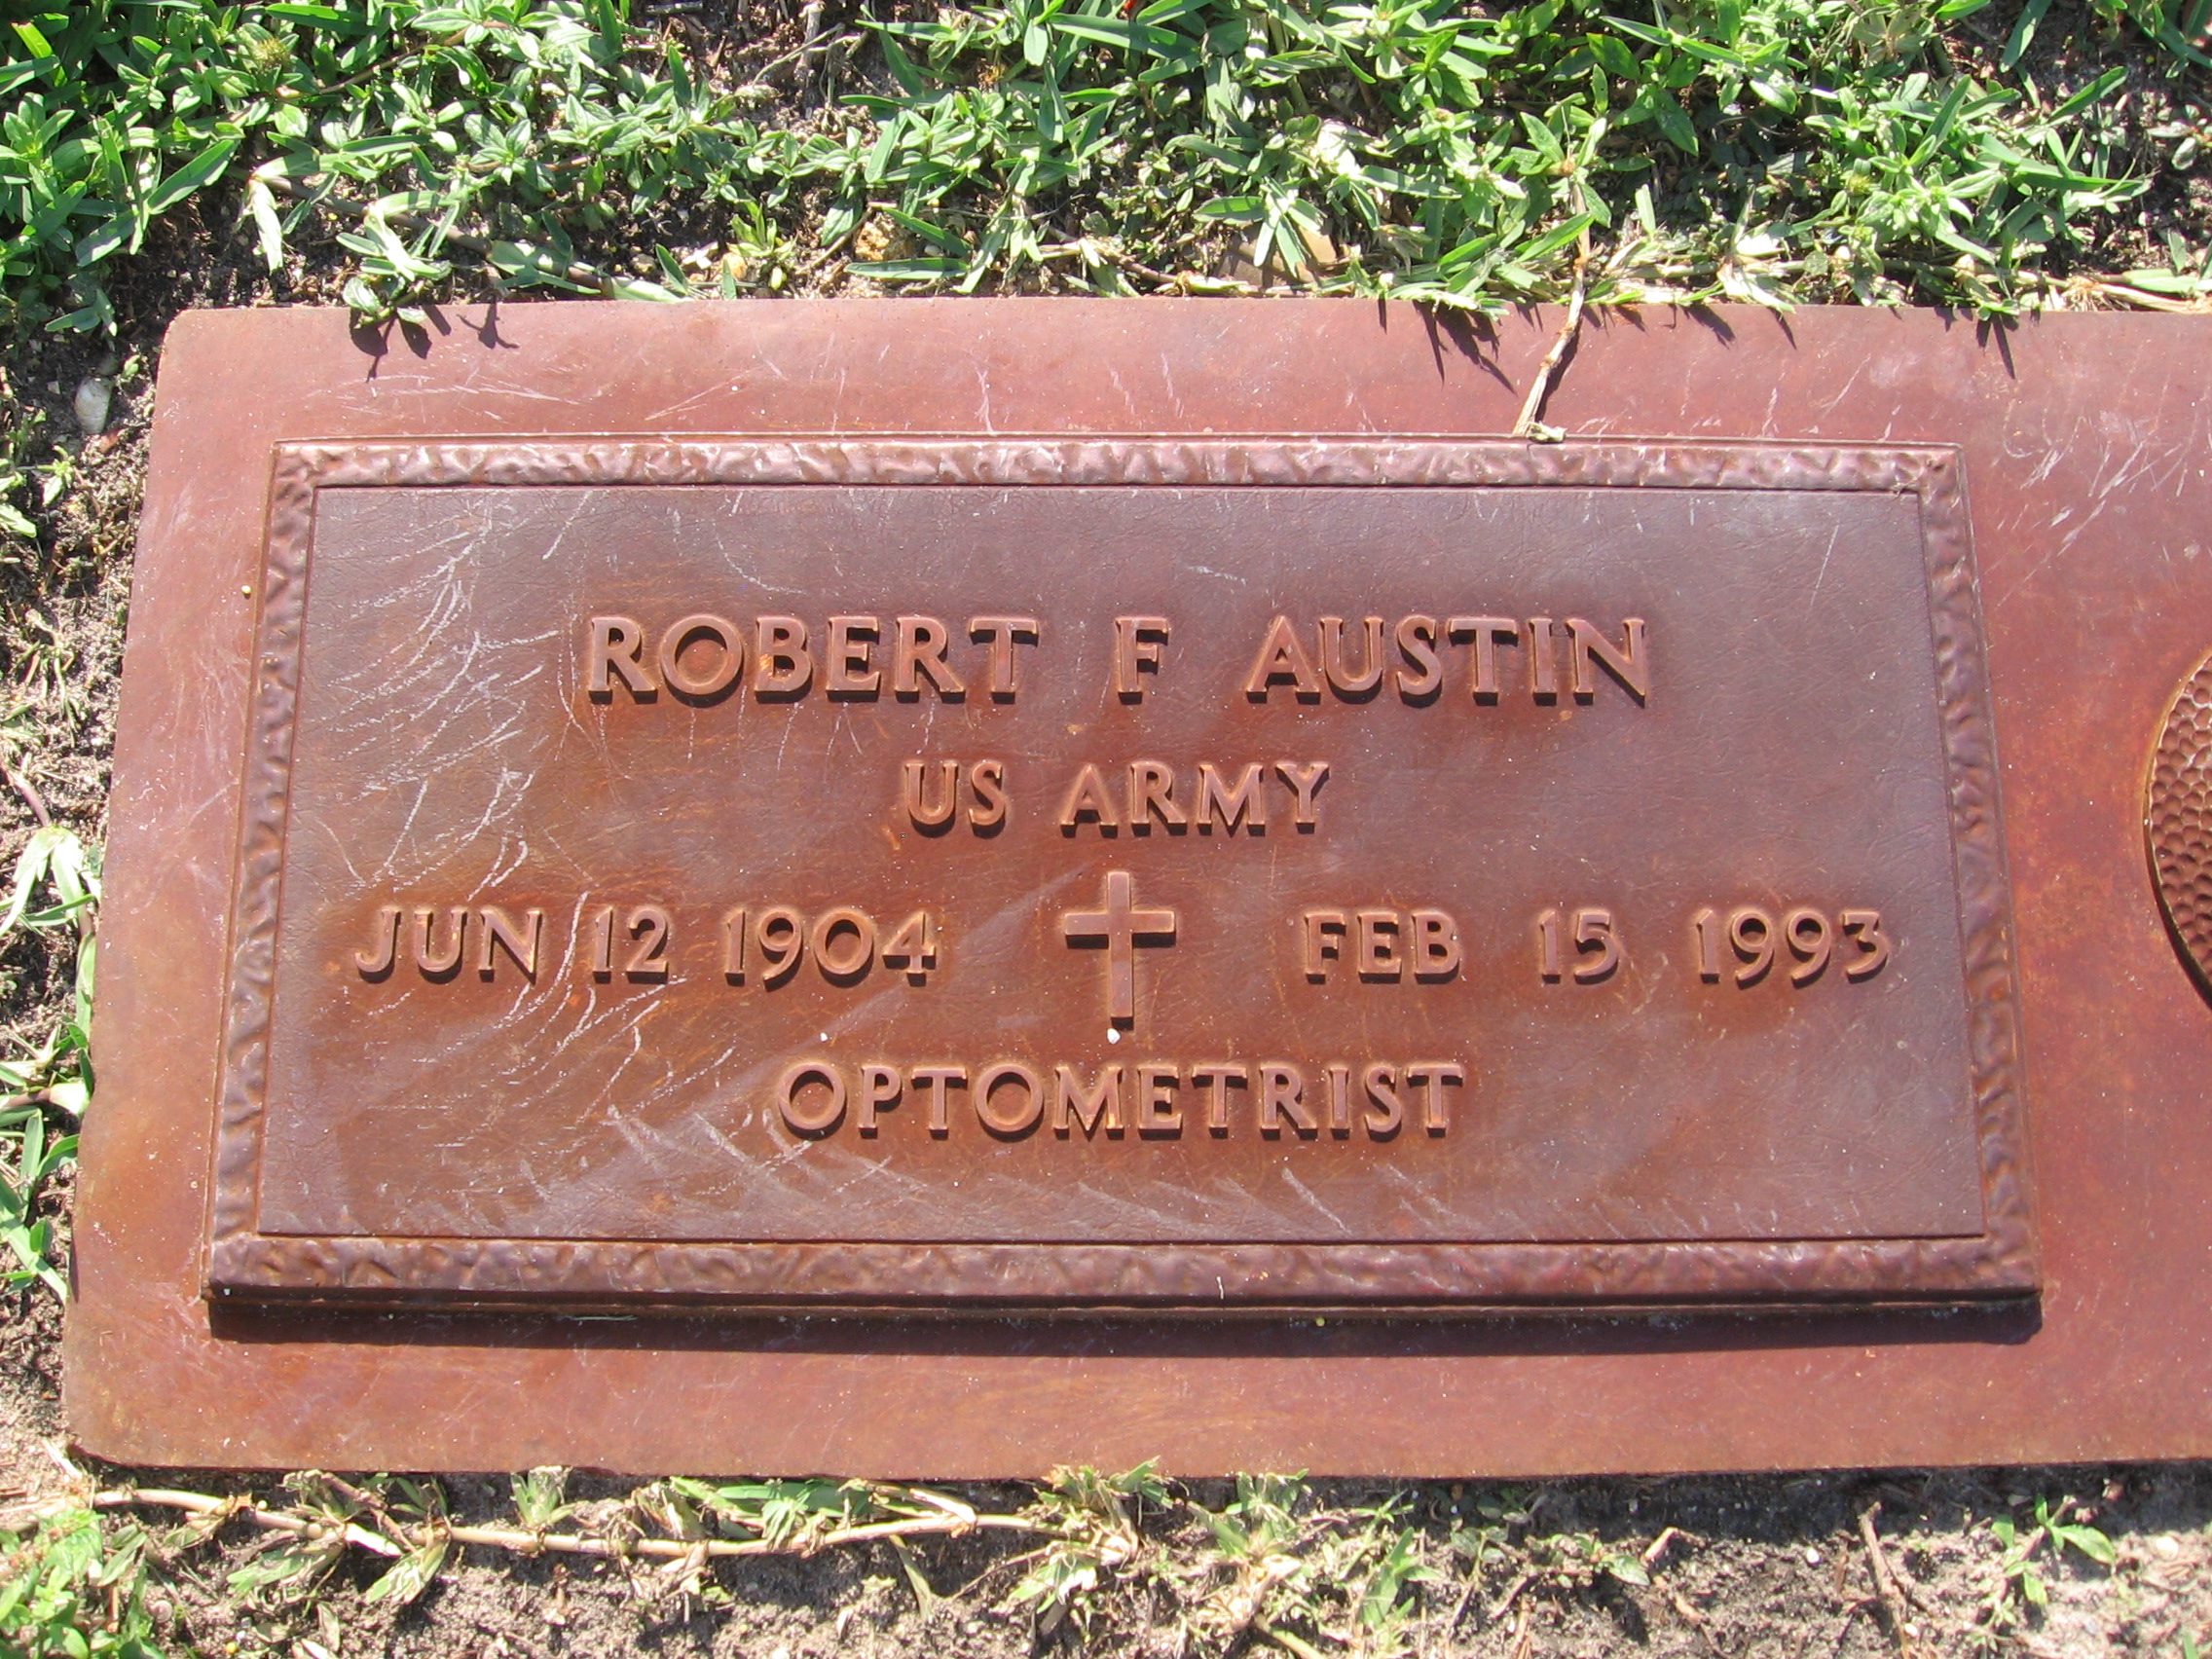 ROBERT F AUSTIN
US ARMY
JUN 12 1904 FEB 15 1993
OPTOMETRIST